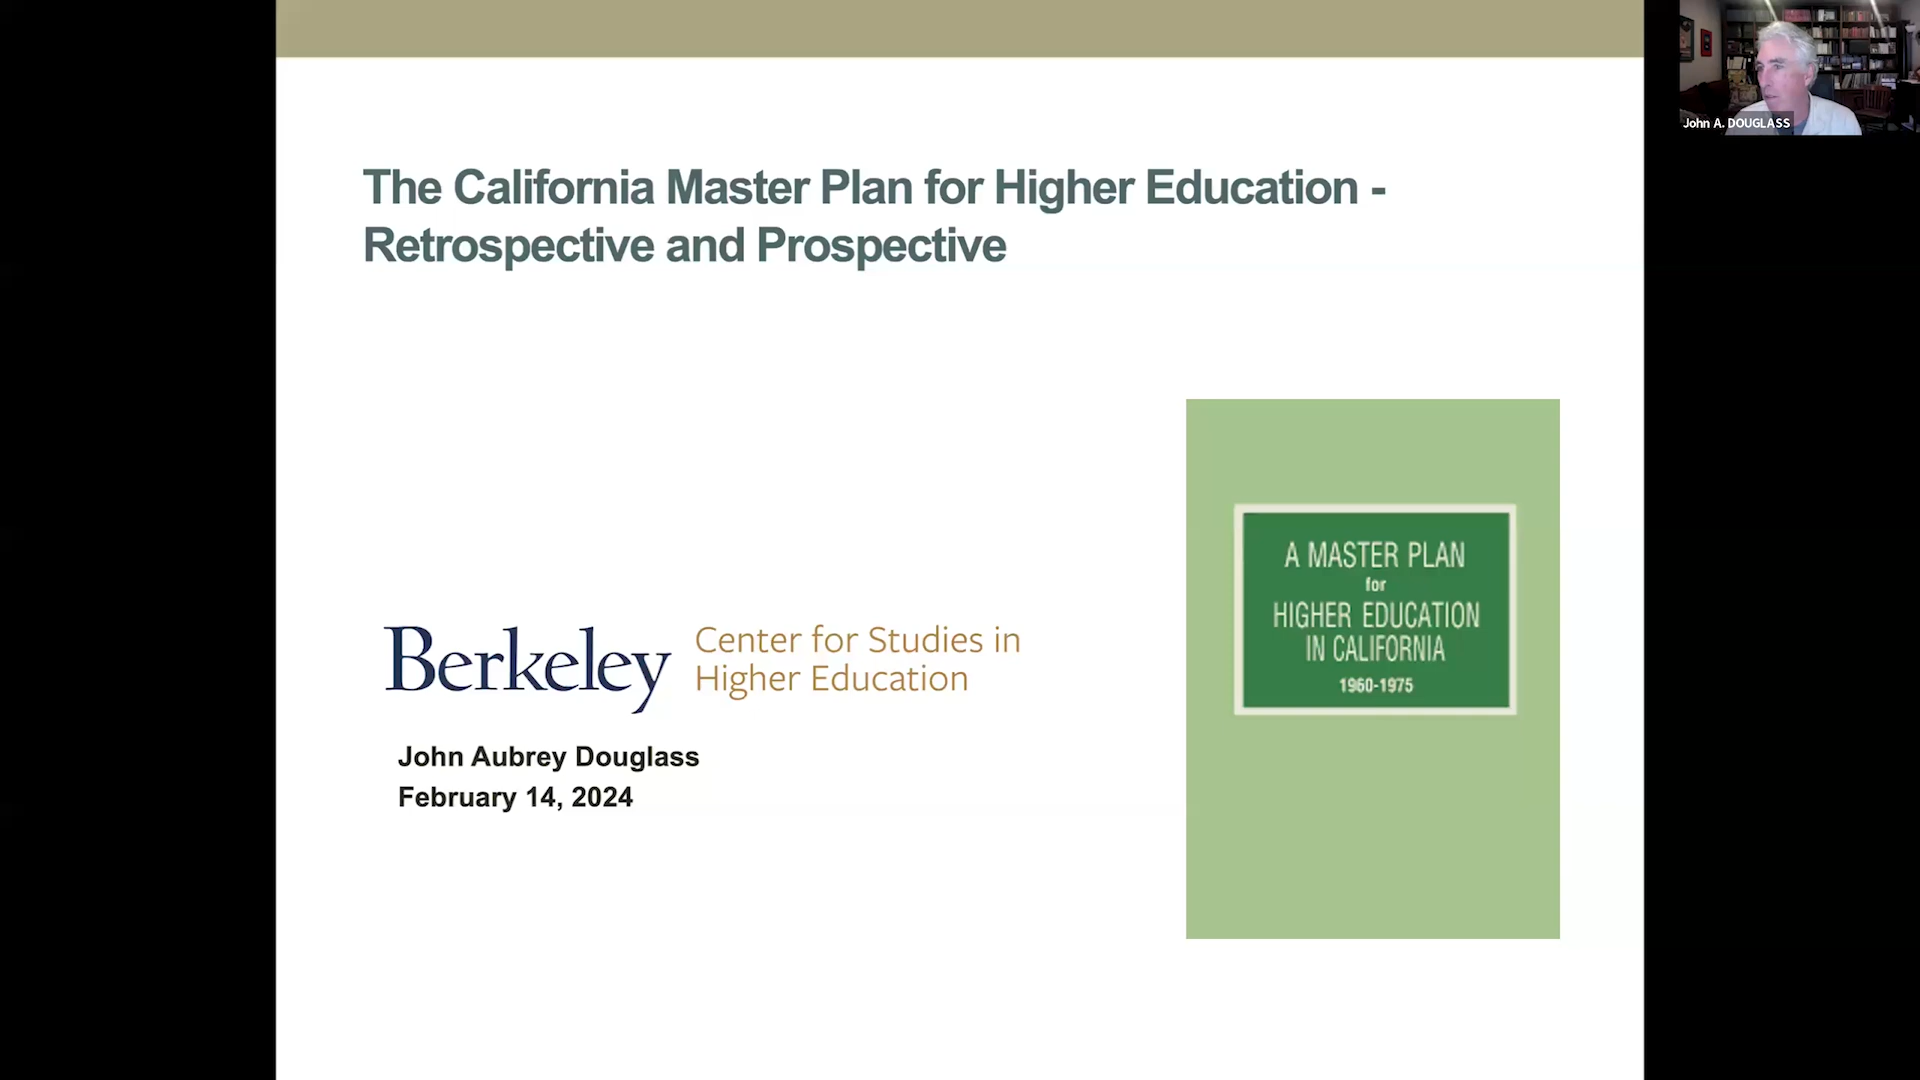 The California Master Plan for Higher Education -
Retrospective and Prospective
A MASTER PLAN
for
HIGHER EDUCATION
IN CALIFORNIA
1960-1975
Berkeley
Center for Studies in
Higher Education
John Aubrey Douglass
February 14, 2024
John A. DOUGLASS